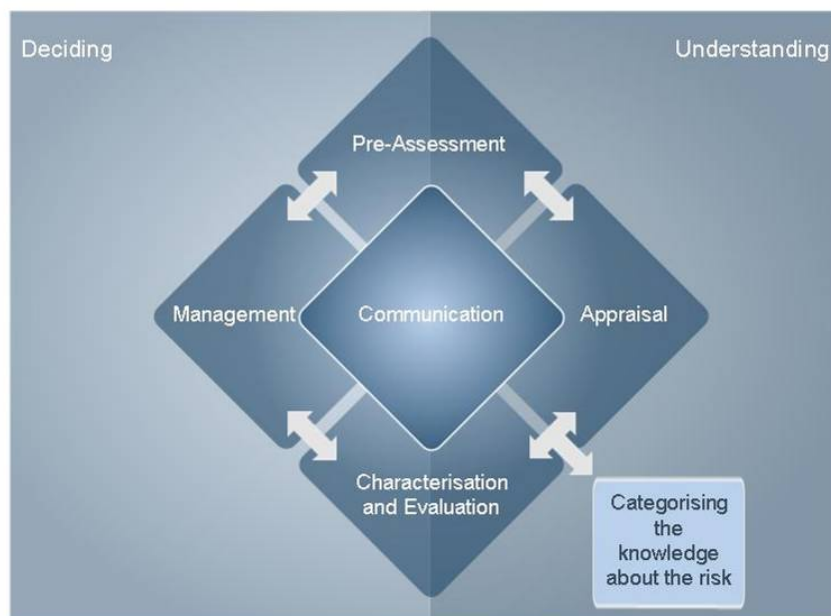 Deciding
Understanding
Pre-Assessment
Management
Communication
Appraisal
Characterisation
and Evaluation
Categorising
the
knowledge
about the risk